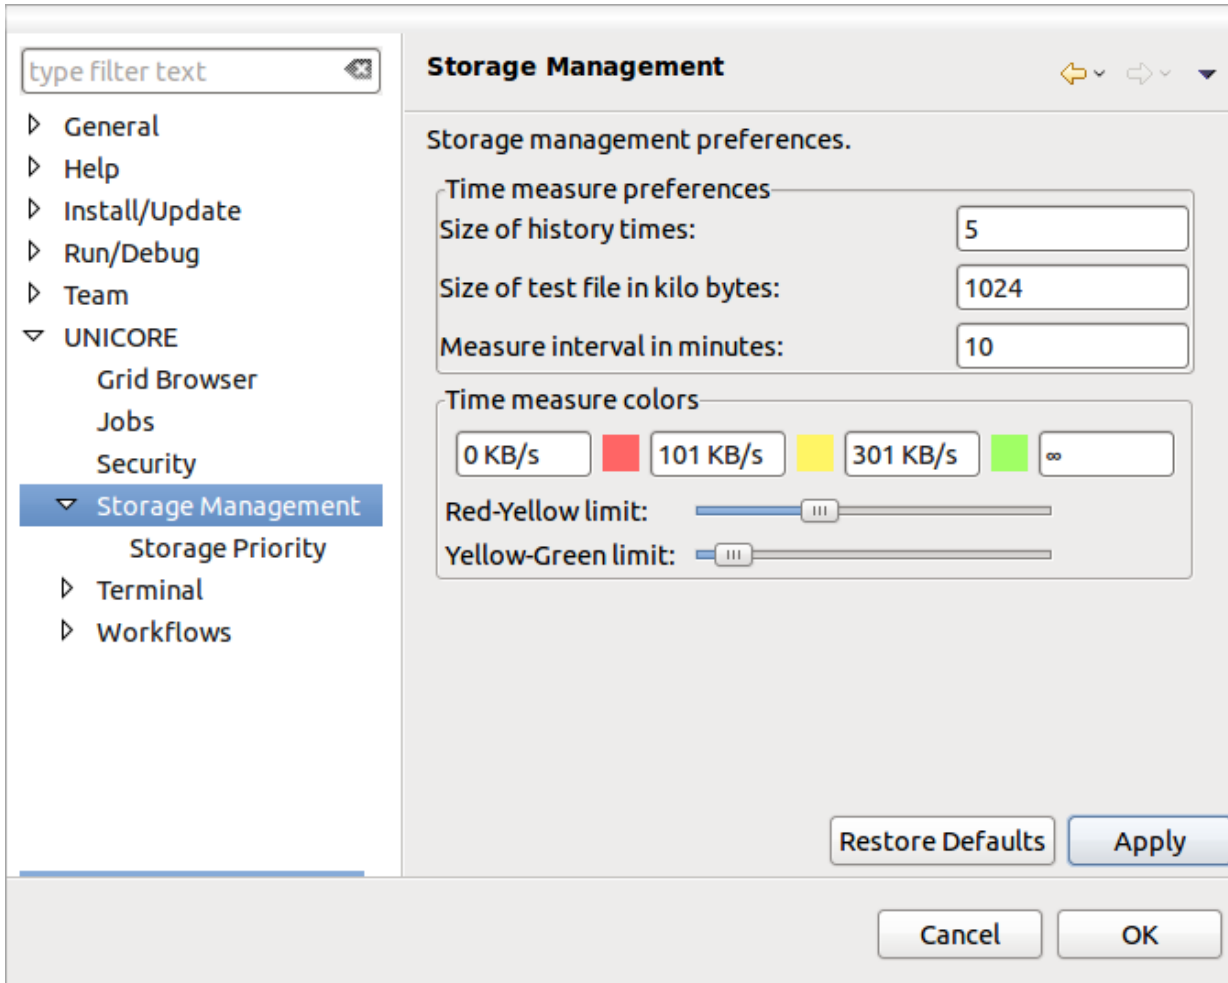 type filter text
General
Help
Install/Update
Run/Debug
Team
UNICORE
Grid Browser
Jobs
Security
Storage Management
Storage Priority
Terminal
Workflows
Storage Management
Storage management preferences.
Time measure preferences
Size of history times: 5
Size of test file in kilo bytes: 1024
Measure interval in minutes: 10
Time measure colors
0 KB/s 101 KB/s 301 KB/s ∞
Red-Yellow limit:
Yellow-Green limit:
Restore Defaults Apply
Cancel OK